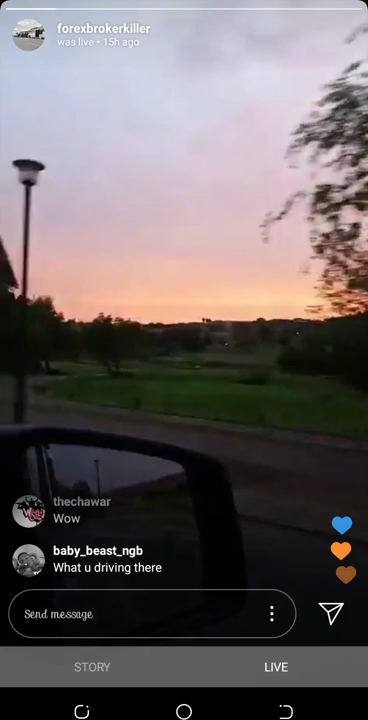 forexbrokerkiller
was live • 15h ago
thechawar
Wow
baby_beast_ngb
What u driving there
Send message
STORY LIVE